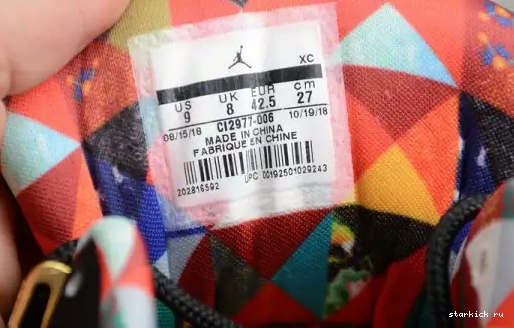 XC
US UK EUR cm
9 8 42.5 27
08/15/18 CI2977-006 10/19/18
MADE IN CHINA
FABRIQUE EN CHINE
202816592 UPC 00192501029243
starkick ru